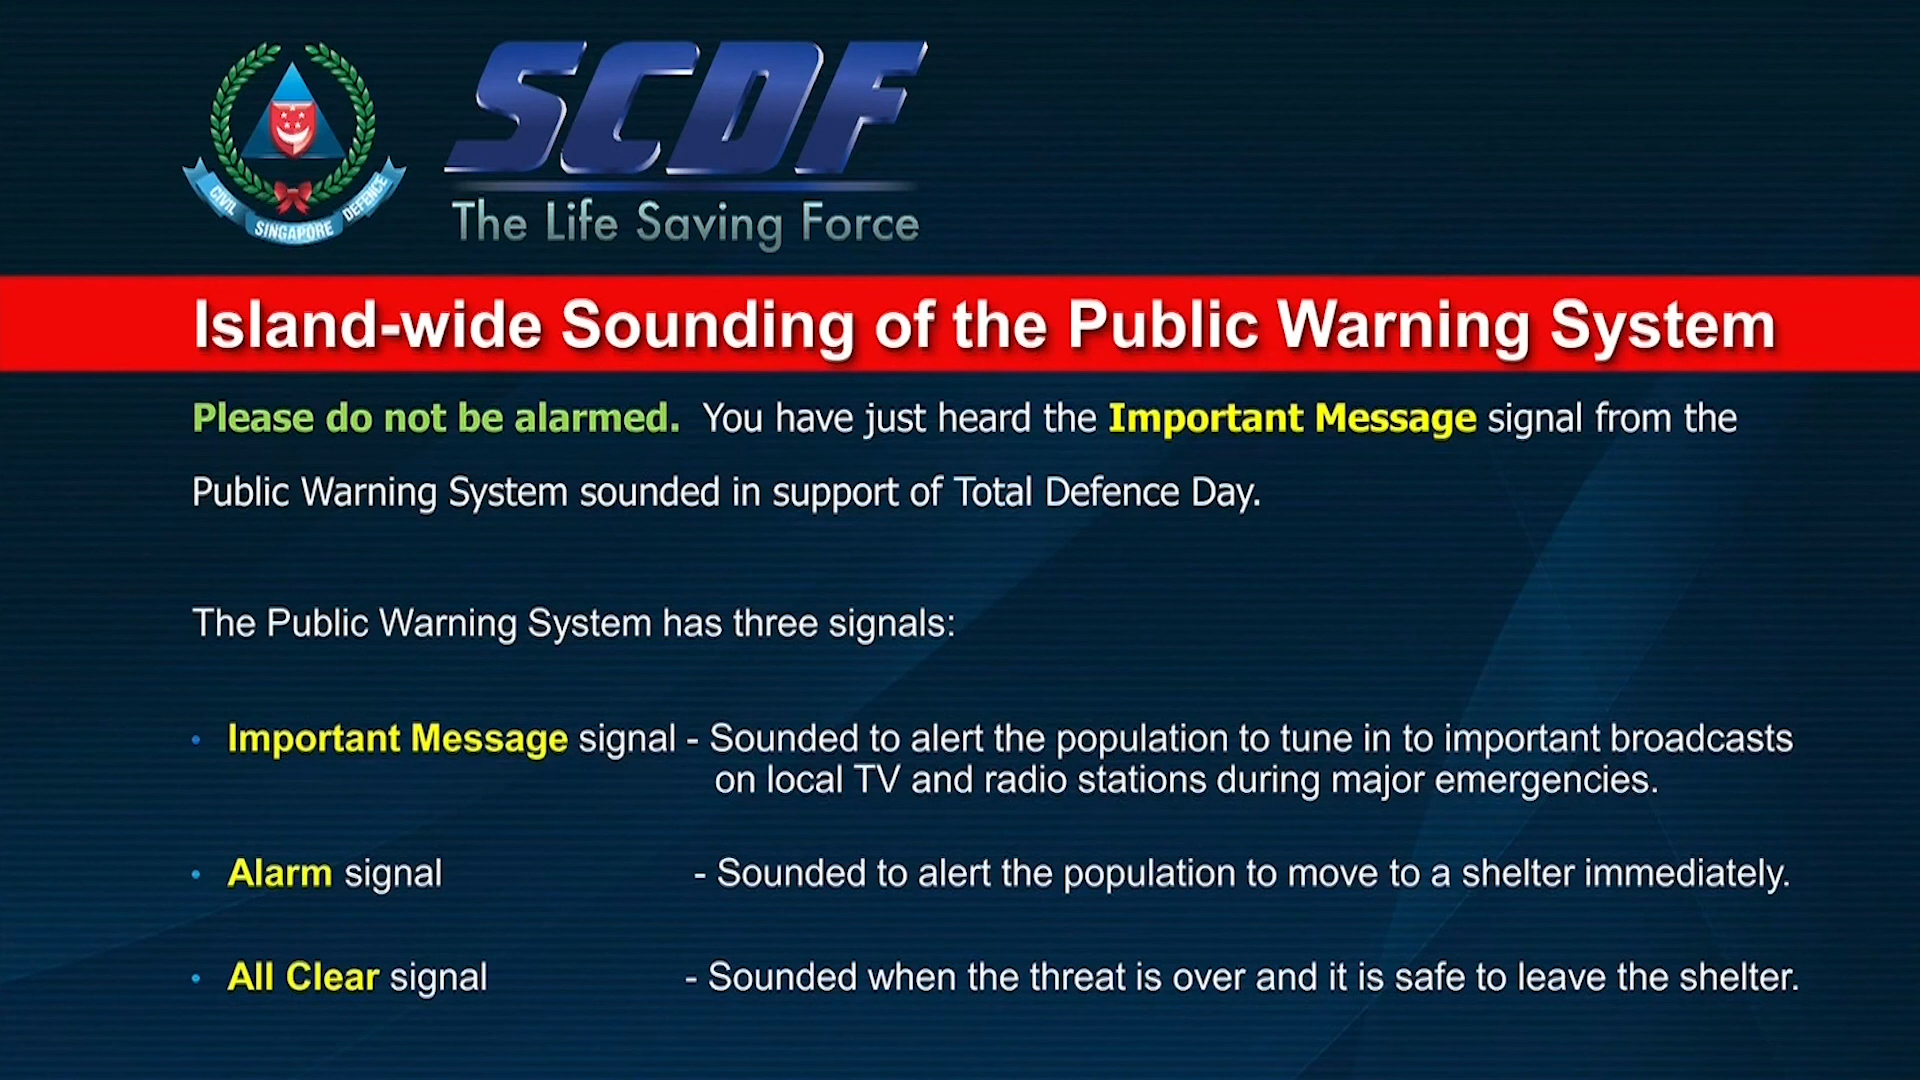 SCDF
The Life Saving Force
CIVIL SINGAPORE DEFENCE
Island-wide Sounding of the Public Warning System
Please do not be alarmed. You have just heard the Important Message signal from the
Public Warning System sounded in support of Total Defence Day.
The Public Warning System has three signals:
• Important Message signal - Sounded to alert the population to tune in to important broadcasts
on local TV and radio stations during major emergencies.
• Alarm signal - Sounded to alert the population to move to a shelter immediately.
• All Clear signal - Sounded when the threat is over and it is safe to leave the shelter.